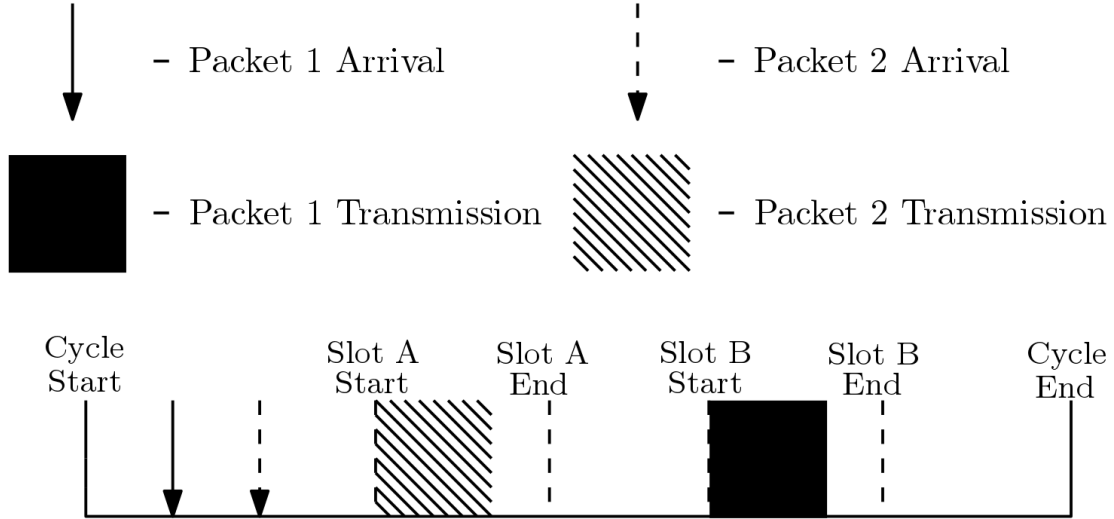 – Packet 1 Arrival
– Packet 2 Arrival
– Packet 1 Transmission
– Packet 2 Transmission
Cycle
Start
Slot A
Start
Slot A
End
Slot B
Start
Slot B
End
Cycle
End